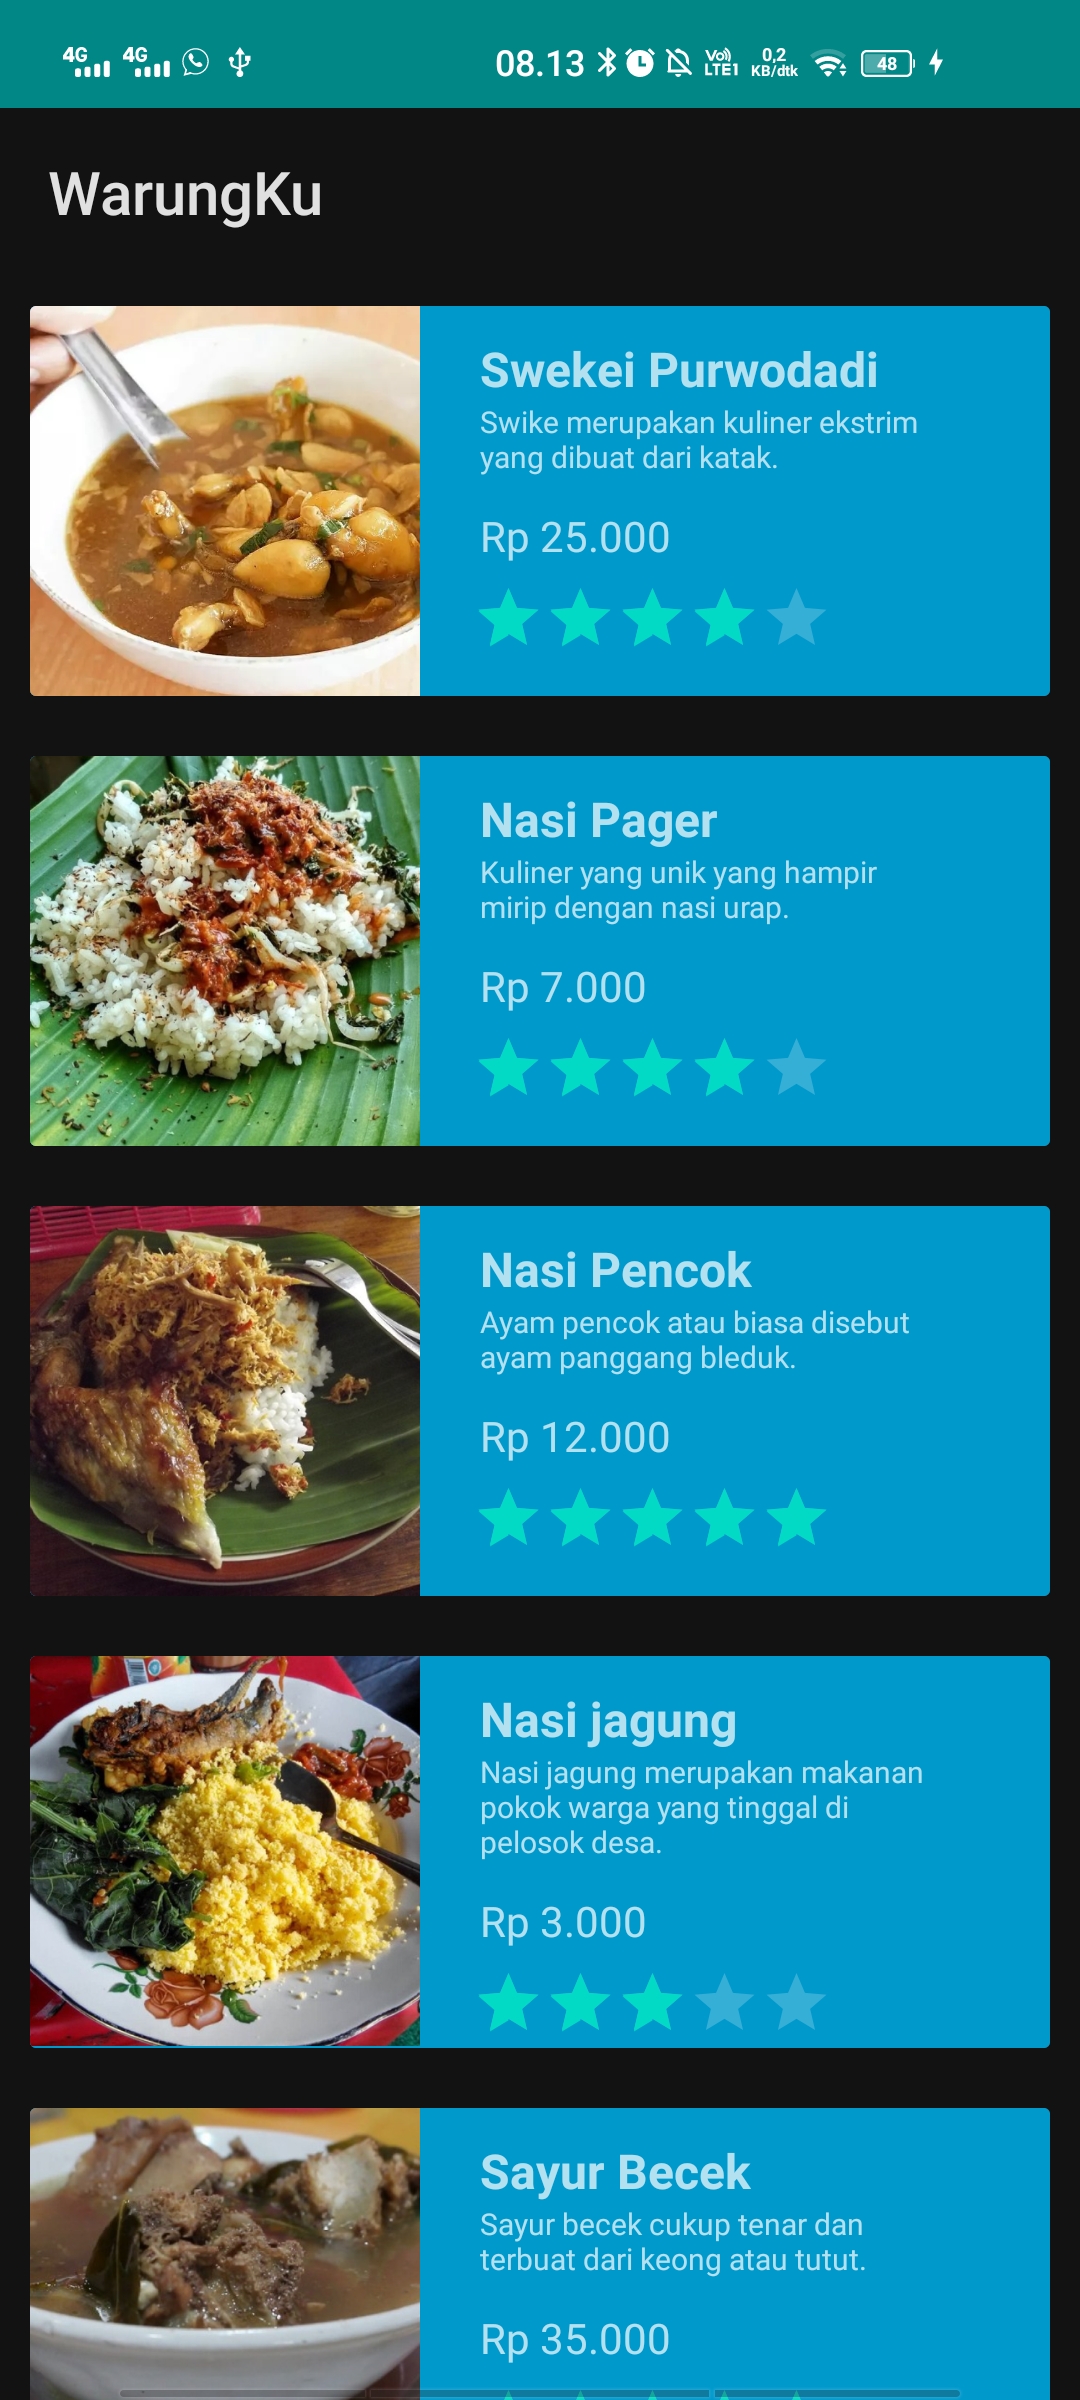 4G 4G 08.13 Vo)) LTE1 0,2 KB/dtk 48
WarungKu
Swekei Purwodadi
Swike merupakan kuliner ekstrim
yang dibuat dari katak.
Rp 25.000
Nasi Pager
Kuliner yang unik yang hampir
mirip dengan nasi urap.
Rp 7.000
Nasi Pencok
Ayam pencok atau biasa disebut
ayam panggang bleduk.
Rp 12.000
Nasi jagung
Nasi jagung merupakan makanan
pokok warga yang tinggal di
pelosok desa.
Rp 3.000
Sayur Becek
Sayur becek cukup tenar dan
terbuat dari keong atau tutut.
Rp 35.000